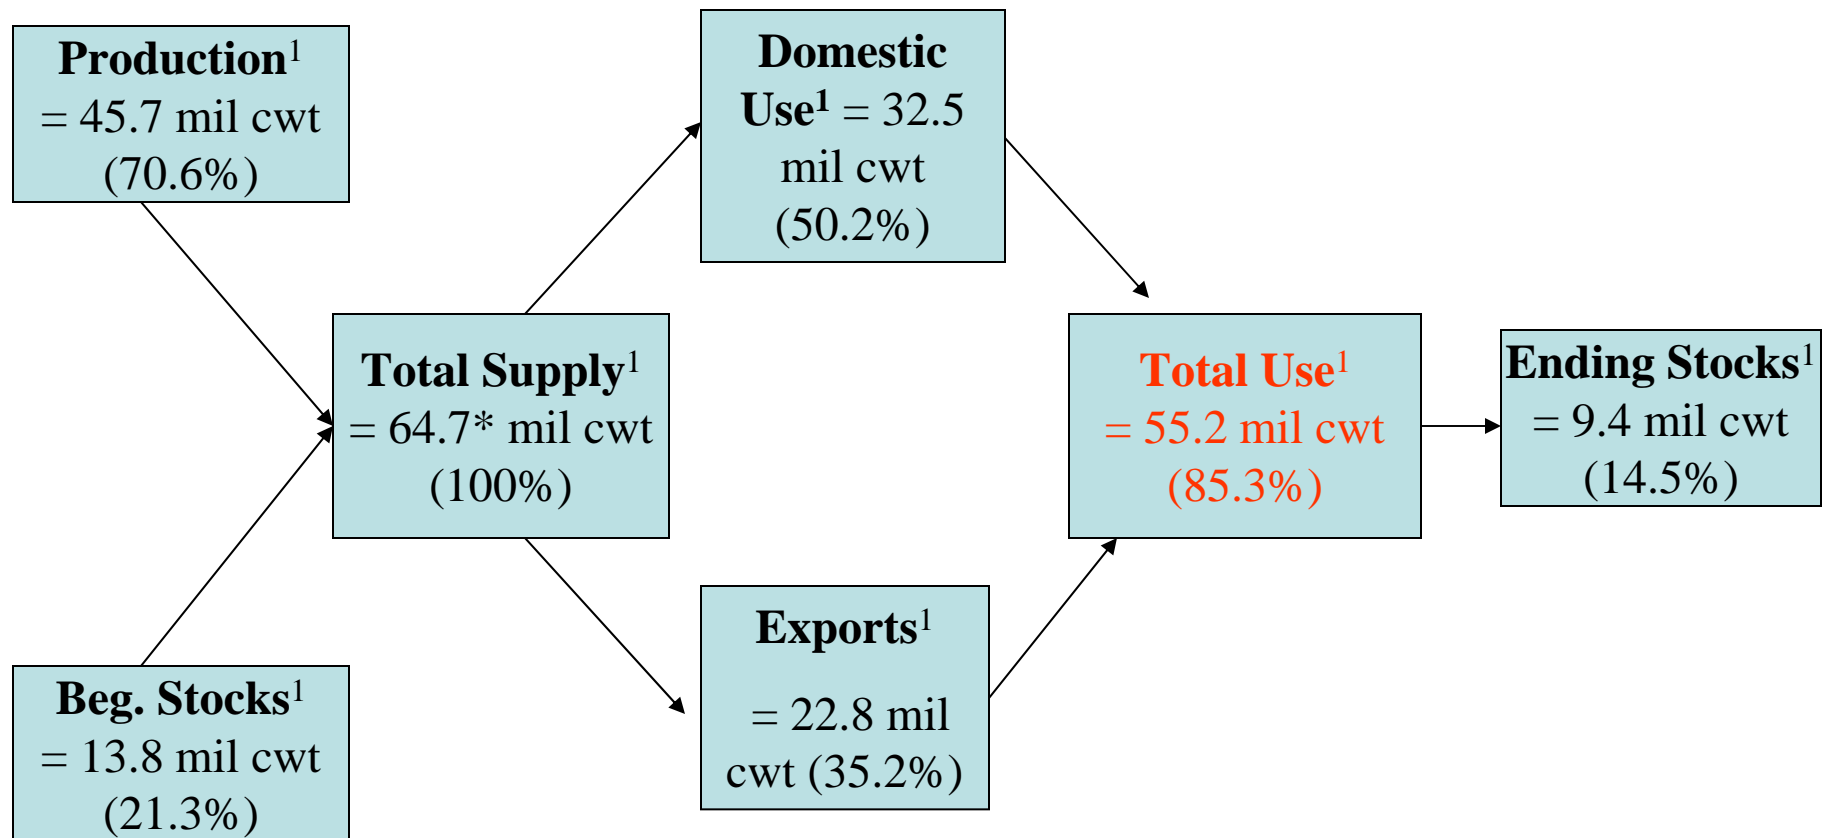 Production¹
= 45.7 mil cwt
(70.6%)
Domestic
Use¹ = 32.5
mil cwt
(50.2%)
Total Supply¹
= 64.7* mil cwt
(100%)
Total Use¹
= 55.2 mil cwt
(85.3%)
Ending Stocks¹
= 9.4 mil cwt
(14.5%)
Exports¹
= 22.8 mil
cwt (35.2%)
Beg. Stocks¹
= 13.8 mil cwt
(21.3%)